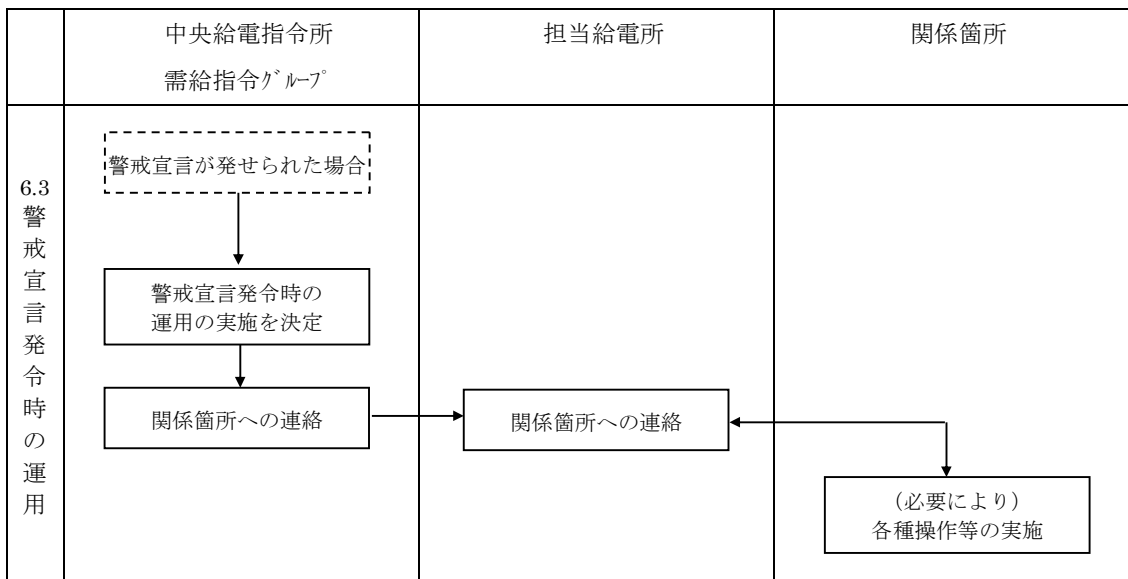 中央給電指令所
需給指令グループ
担当給電所
関係箇所
6.3
警戒宣言発令時の運用
警戒宣言が発せられた場合
警戒宣言発令時の
運用の実施を決定
関係箇所への連絡
関係箇所への連絡
(必要により)
各種操作等の実施